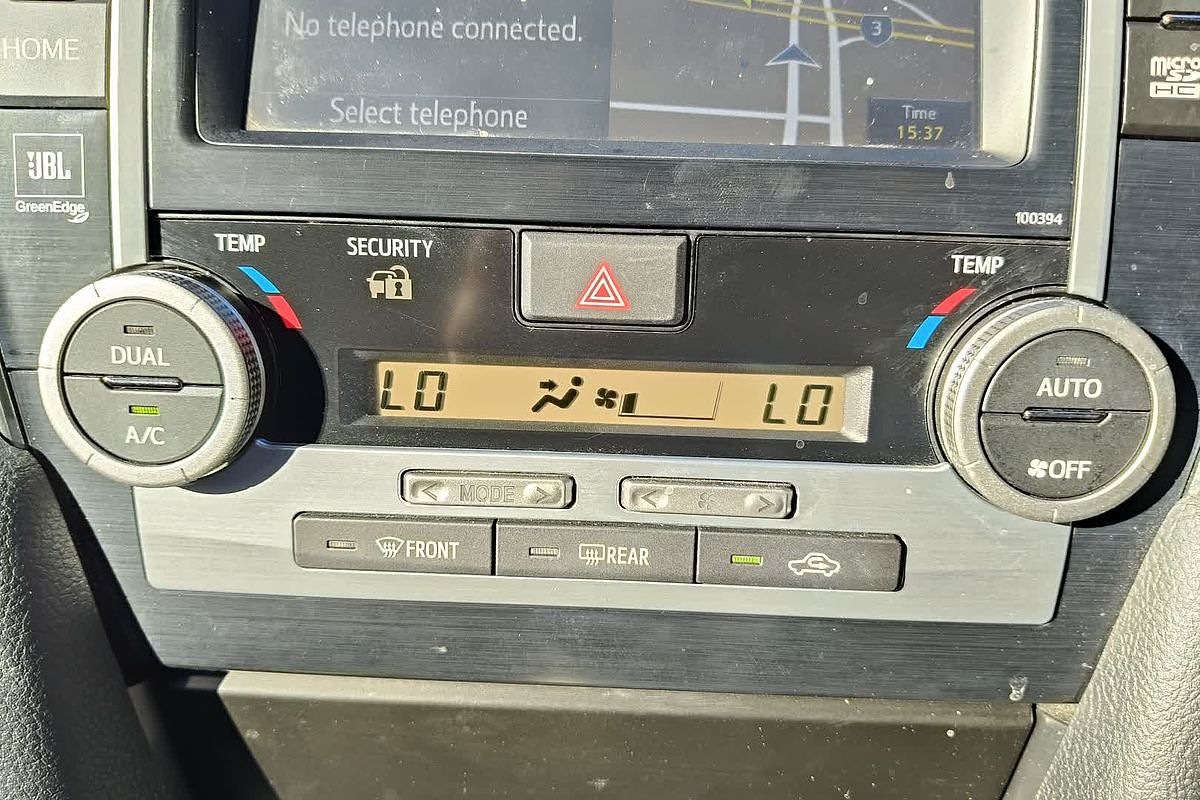 No telephone connected.
3
HOME
Select telephone
Time
15:37
micro
SD
HC
JBL
GreenEdge
100394
TEMP
SECURITY
TEMP
DUAL
A/C
LO
LO
AUTO
OFF
< MODE >
< >
FRONT
REAR